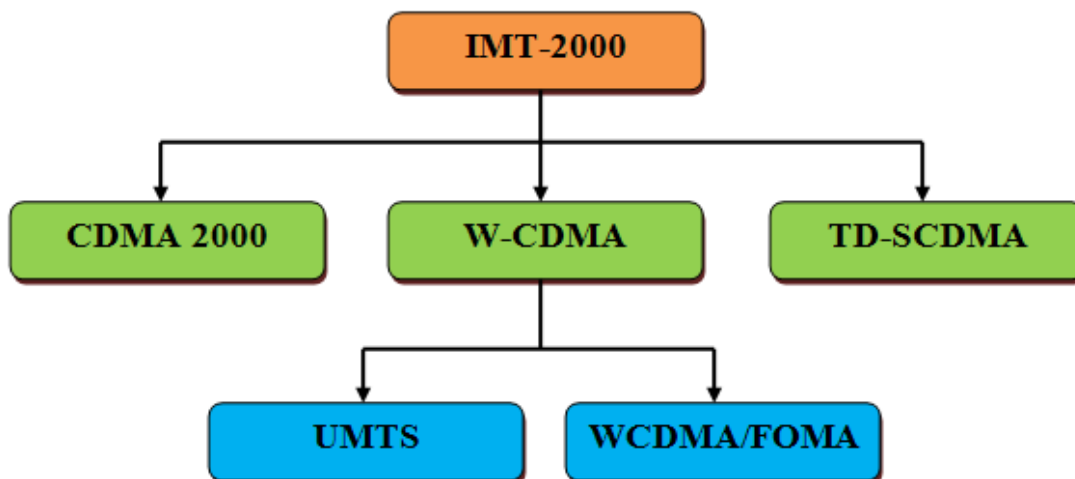 IMT-2000
CDMA 2000
W-CDMA
TD-SCDMA
UMTS
WCDMA/FOMA